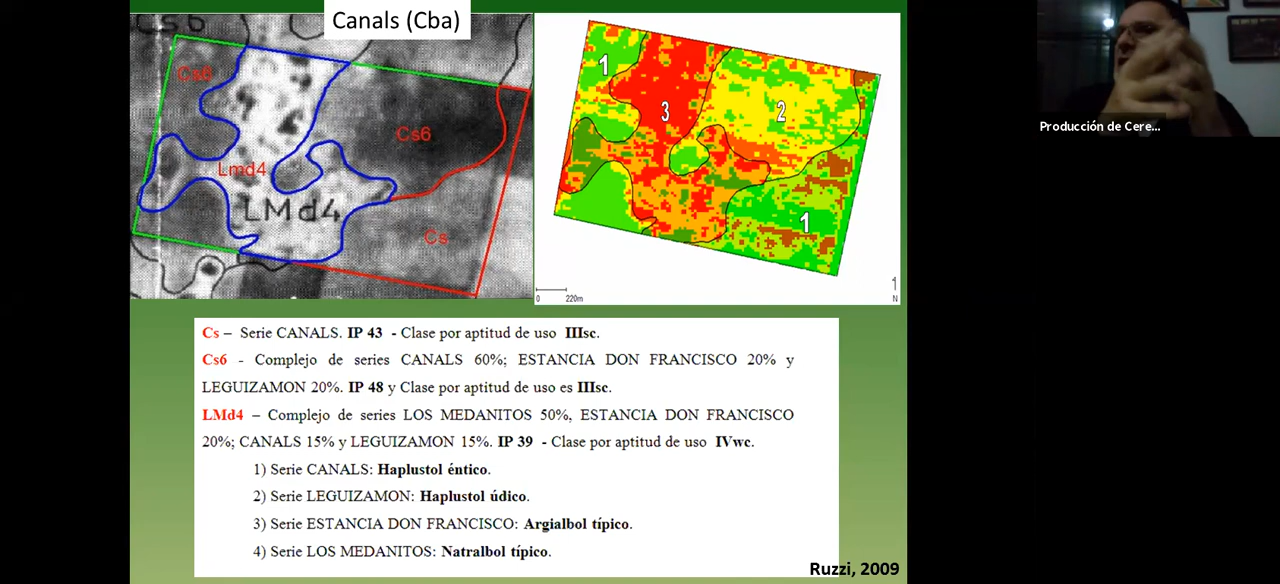 Canals (Cba)
Cs6
Cs6
Cs6
Lmd4
LMd4
Cs
1
2
3
1
0 220m
1
N
Producción de Cere...
Cs – Serie CANALS. IP 43 - Clase por aptitud de uso IIIsc.
Cs6 - Complejo de series CANALS 60%; ESTANCIA DON FRANCISCO 20% y
LEGUIZAMON 20%. IP 48 y Clase por aptitud de uso es IIIsc.
LMd4 – Complejo de series LOS MEDANITOS 50%, ESTANCIA DON FRANCISCO
20%; CANALS 15% y LEGUIZAMON 15%. IP 39 - Clase por aptitud de uso IVwc.
1) Serie CANALS: Haplustol éntico.
2) Serie LEGUIZAMON: Haplustol údico.
3) Serie ESTANCIA DON FRANCISCO: Argialbol típico.
4) Serie LOS MEDANITOS: Natralbol típico.
Ruzzi, 2009